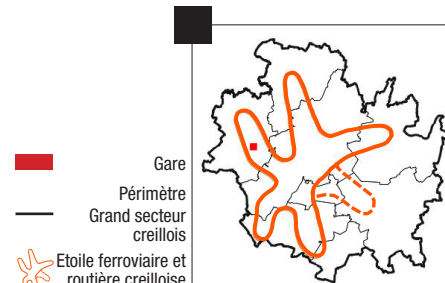 Gare
Périmètre
Grand secteur
creillois
Etoile ferroviaire et
routière creilloise